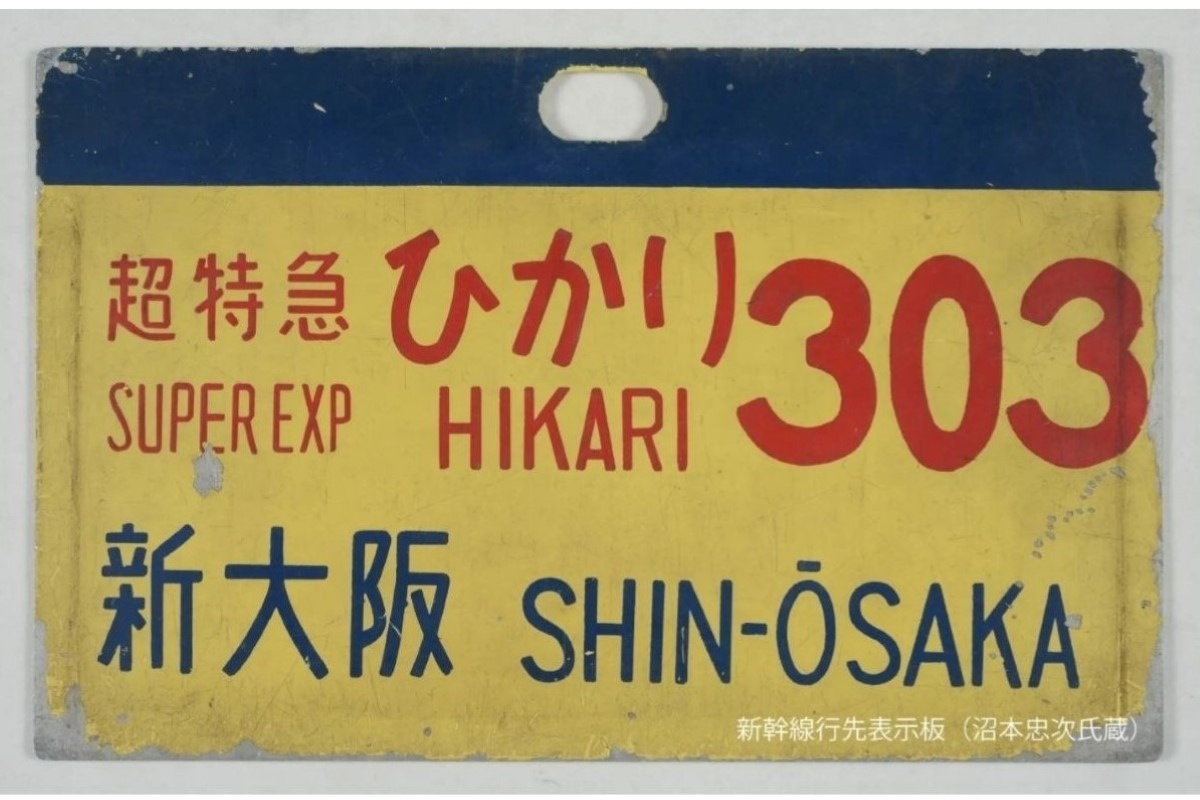 超特急 ひかり 303
SUPER EXP HIKARI
新大阪 SHIN-ŌSAKA
新幹線行先表示板（沼本忠次氏蔵）